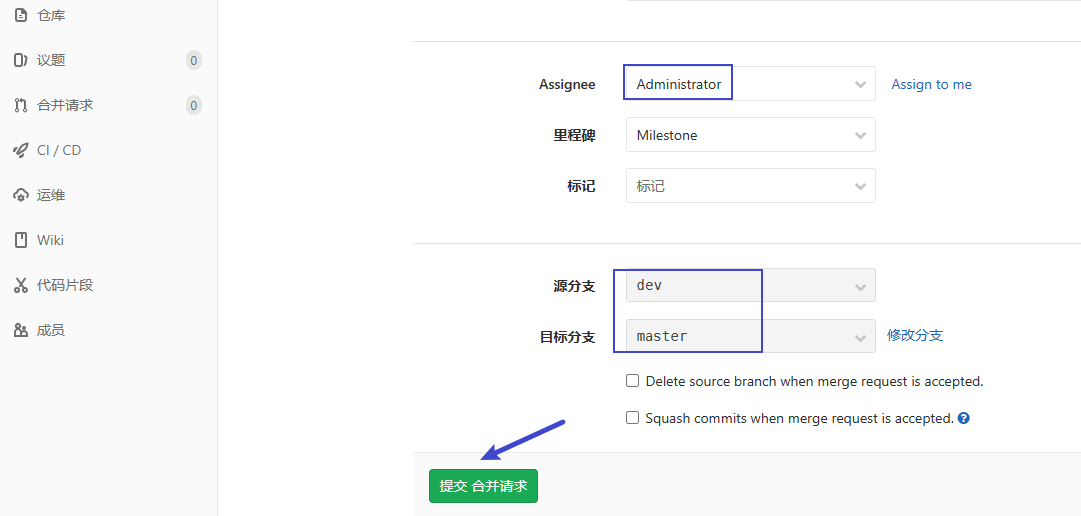 仓库
议题 0
合并请求 0
CI / CD
运维
Wiki
代码片段
成员
Assignee Administrator Assign to me
里程碑 Milestone
标记 标记
源分支 dev
目标分支 master 修改分支
Delete source branch when merge request is accepted.
Squash commits when merge request is accepted. ?
提交 合并请求